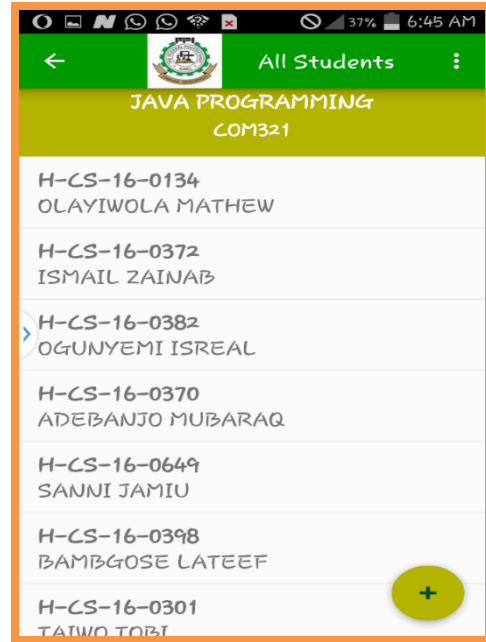 37% 6:45 AM
All Students
JAVA PROGRAMMING
COM321
H-CS-16-0134
OLAYIWOLA MATHEW
H-CS-16-0372
ISMAIL ZAINAB
H-CS-16-0382
OGUNYEMI ISREAL
H-CS-16-0370
ADEBANJO MUBARAQ
H-CS-16-0649
SANNI JAMIU
H-CS-16-0398
BAMBGOSE LATEEF
H-CS-16-0301
TAIWO TOBI